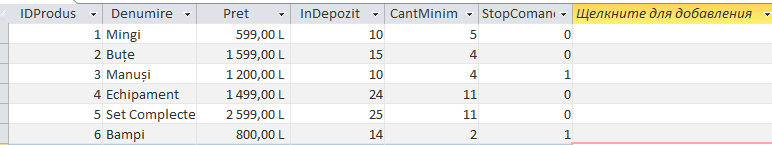 IDProdus Denumire Pret InDepozit CantMinim StopComanc Щелкните для добавления
1 Mingi 599,00 L 10 5 0
2 Buțe 1 599,00 L 15 4 0
3 Manuși 1 200,00 L 10 4 1
4 Echipament 1 499,00 L 24 11 0
5 Set Complecte 2 599,00 L 25 11 0
6 Bampi 800,00 L 14 2 1